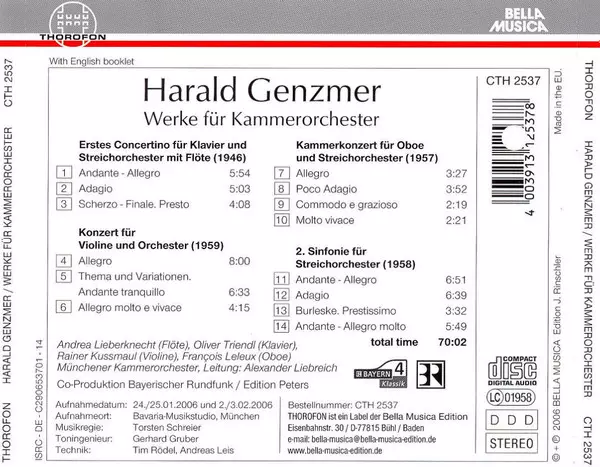 THOROFON
BELLA
MUSICA
With English booklet
CTH 2537
Harald Genzmer
Werke für Kammerorchester
Erstes Concertino für Klavier und
Streichorchester mit Flöte (1946)
1 Andante - Allegro 5:54
2 Adagio 5:03
3 Scherzo - Finale. Presto 4:08
Konzert für
Violine und Orchester (1959)
4 Allegro 8:00
5 Thema und Variationen.
Andante tranquillo 6:33
6 Allegro molto e vivace 4:15
Kammerkonzert für Oboe
und Streichorchester (1957)
7 Allegro 3:27
8 Poco Adagio 3:52
9 Commodo e grazioso 2:19
10 Molto vivace 2:21
2. Sinfonie für
Streichorchester (1958)
11 Andante - Allegro 6:51
12 Adagio 6:39
13 Burleske. Prestissimo 3:32
14 Andante - Allegro molto 5:49
total time 70:02
Andrea Lieberknecht (Flöte), Oliver Triendl (Klavier),
Rainer Kussmaul (Violine), François Leleux (Oboe)
Münchener Kammerorchester, Leitung: Alexander Liebreich
Co-Produktion Bayerischer Rundfunk / Edition Peters
BAYERN 4
Klassik
BR
Aufnahmedatum: 24./25.01.2006 und 2./3.02.2006
Aufnahmeort: Bavaria-Musikstudio, München
Musikregie: Torsten Schreier
Toningenieur: Gerhard Gruber
Technik: Tim Rödel, Andreas Leis
Bestellnummer: CTH 2537
THOROFON ist ein Label der Bella Musica Edition
Eisenbahnstr. 30 / D-77815 Bühl / Baden
e-mail: bella-musica@bella-musica-edition.de
www.bella-musica-edition.de
4 003913 125378
Made in the EU.
COMPACT
disc
DIGITAL AUDIO
LC 01958
D D D
STEREO
℗ + © 2006 BELLA MUSICA Edition J. Rinschler
ISRC - DE - C290653701 - 14
THOROFON HARALD GENZMER / WERKE FÜR KAMMERORCHESTER CTH 2537
THOROFON HARALD GENZMER / WERKE FÜR KAMMERORCHESTER CTH 2537